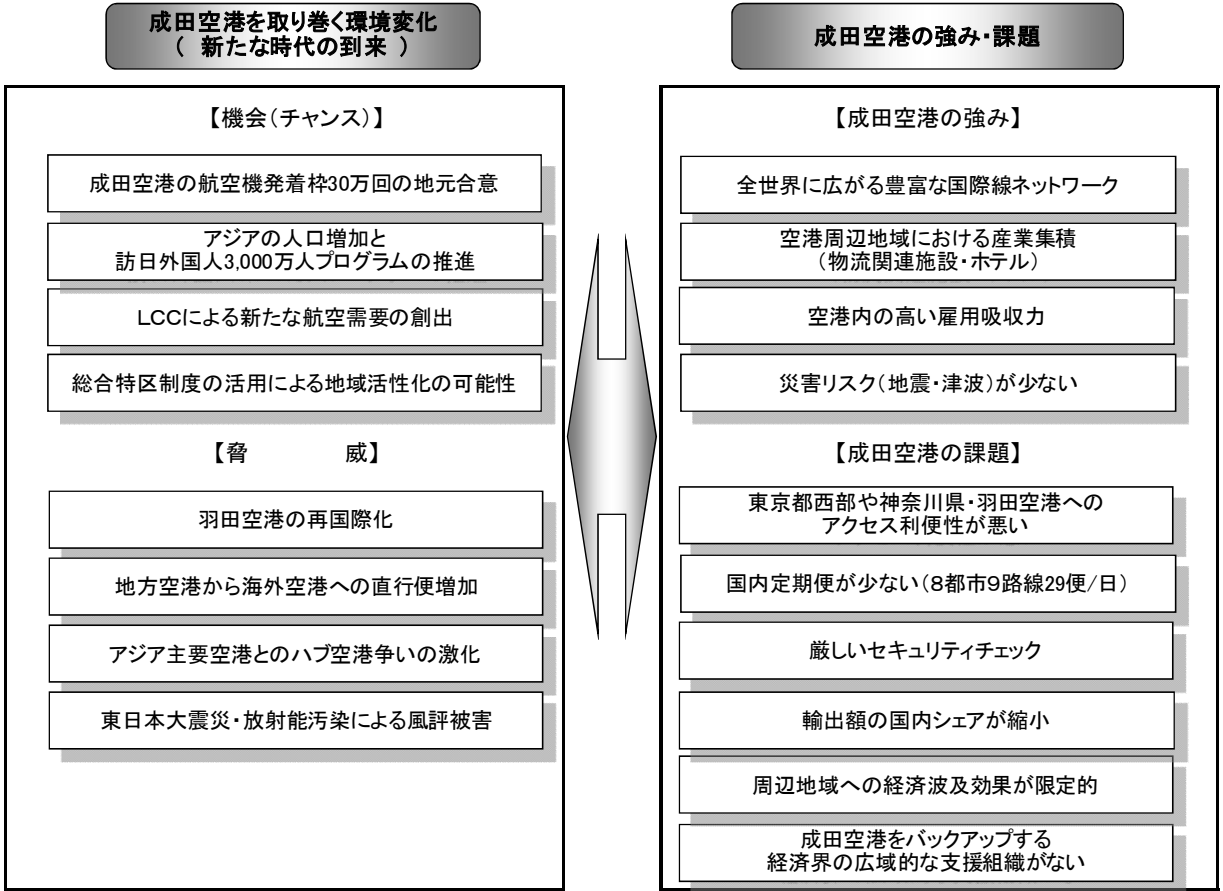 成田空港を取り巻く環境変化
( 新たな時代の到来 )
【機会(チャンス)】
成田空港の航空機発着枠30万回の地元合意
アジアの人口増加と
訪日外国人3,000万人プログラムの推進
LCCによる新たな航空需要の創出
総合特区制度の活用による地域活性化の可能性
【脅 威】
羽田空港の再国際化
地方空港から海外空港への直行便増加
アジア主要空港とのハブ空港争いの激化
東日本大震災・放射能汚染による風評被害
成田空港の強み・課題
【成田空港の強み】
全世界に広がる豊富な国際線ネットワーク
空港周辺地域における産業集積
(物流関連施設・ホテル)
空港内の高い雇用吸収力
災害リスク(地震・津波)が少ない
【成田空港の課題】
東京都西部や神奈川県・羽田空港への
アクセス利便性が悪い
国内定期便が少ない(8都市9路線29便/日)
厳しいセキュリティチェック
輸出額の国内シェアが縮小
周辺地域への経済波及効果が限定的
成田空港をバックアップする
経済界の広域的な支援組織がない